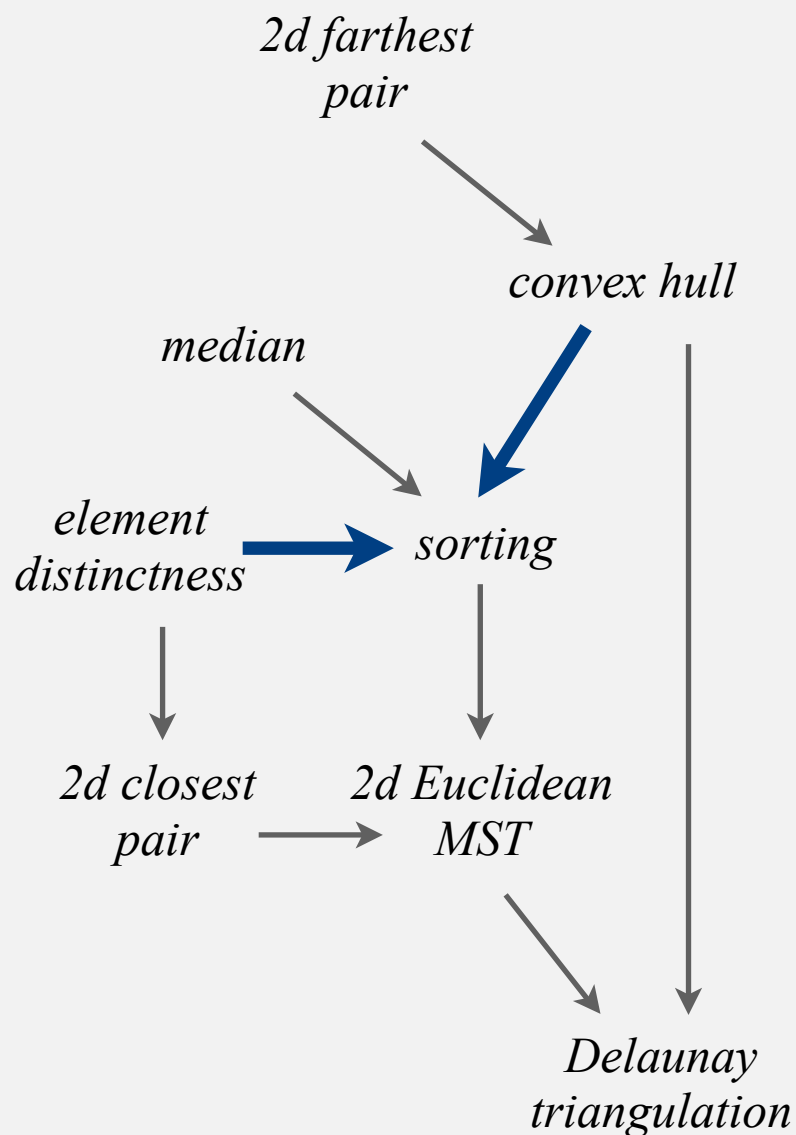 2d farthest
pair
convex hull
median
element
distinctness
sorting
2d closest
pair
2d Euclidean
MST
Delaunay
triangulation